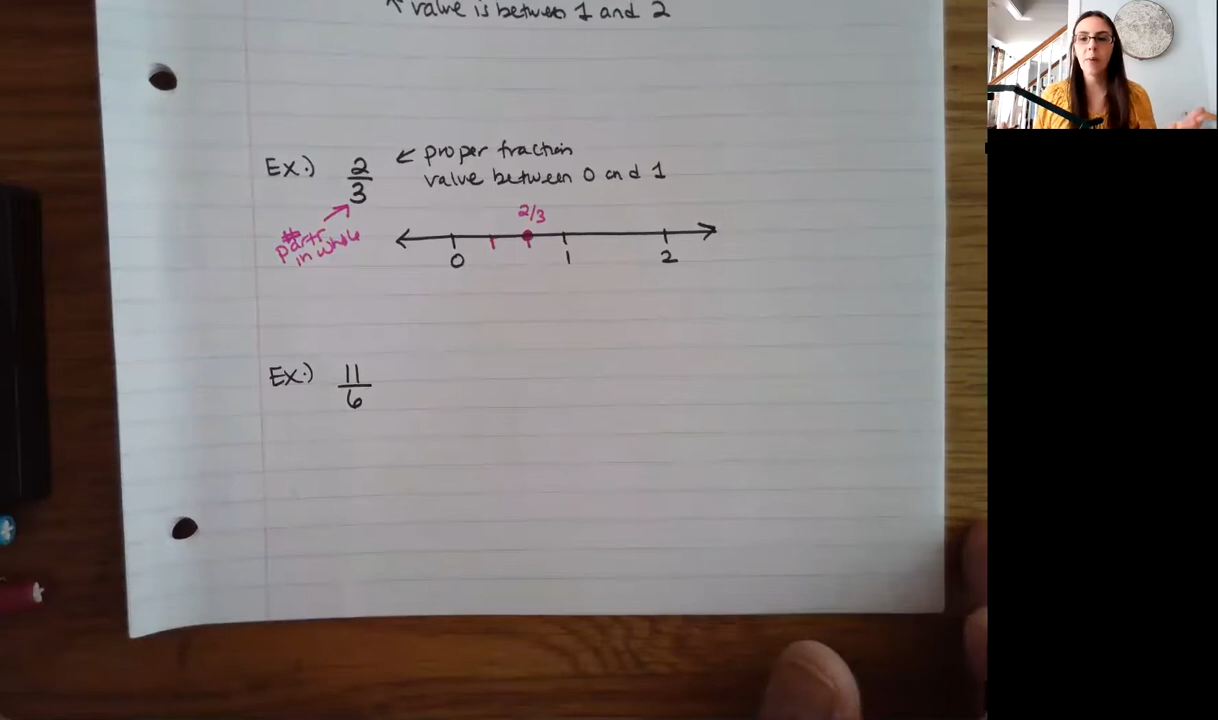 ↑ value is between 1 and 2
Ex.) 2/3 ← proper fraction
value between 0 and 1
2/3
# parts
in whole
0 1 2
Ex.) 11/6